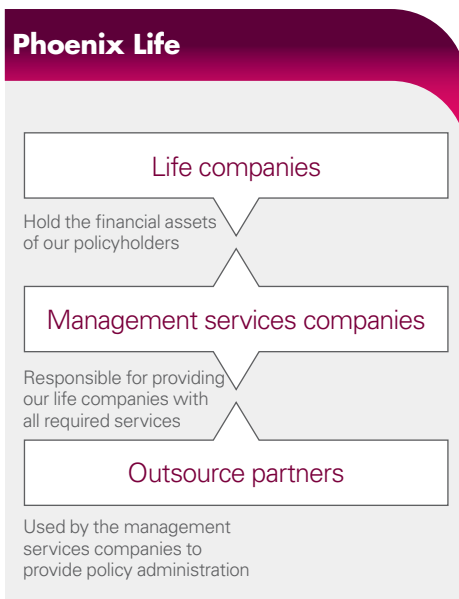 Phoenix Life
Life companies
Hold the financial assets
of our policyholders
Management services companies
Responsible for providing
our life companies with
all required services
Outsource partners
Used by the management
services companies to
provide policy administration